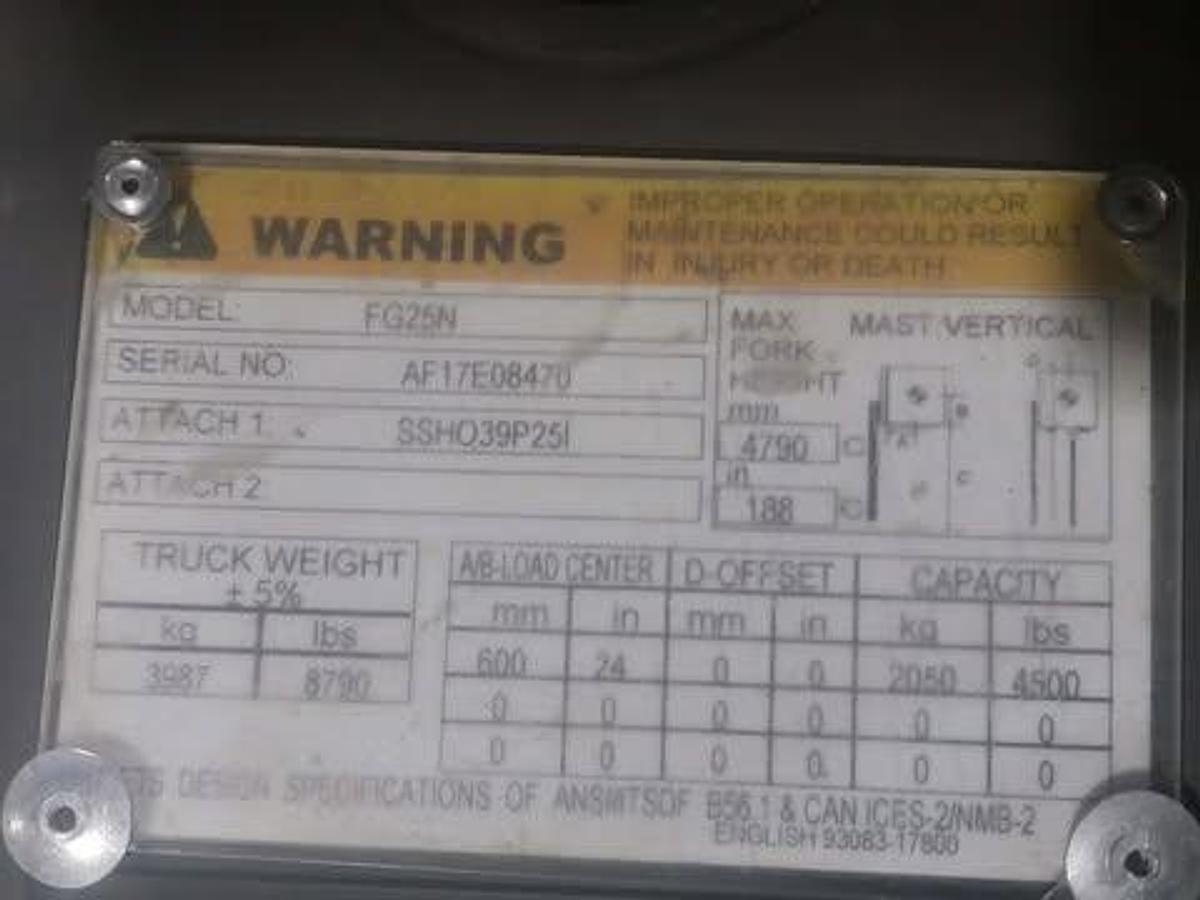 WARNING
IMPROPER OPERATION OR
MAINTENANCE COULD RESULT
IN INJURY OR DEATH
MODEL: FG25N
SERIAL NO: AF17E08470
ATTACH 1
ATTACH 2
MAX
FORK
HEIGHT
mm
4790 C
in
188 C
MAST VERTICAL
A
B
C
D
TRUCK WEIGHT
± 5%
kg lbs
3987 8790
A/B-LOAD CENTER D-OFFSET CAPACITY
mm in mm in kg lbs
600 24 0 0 2050 4500
0 0 0 0 0 0
0 0 0 0 0 0
DESIGN SPECIFICATIONS OF B56.1 & CAN ICES-2/NMB-2
ENGLISH 93083-17800